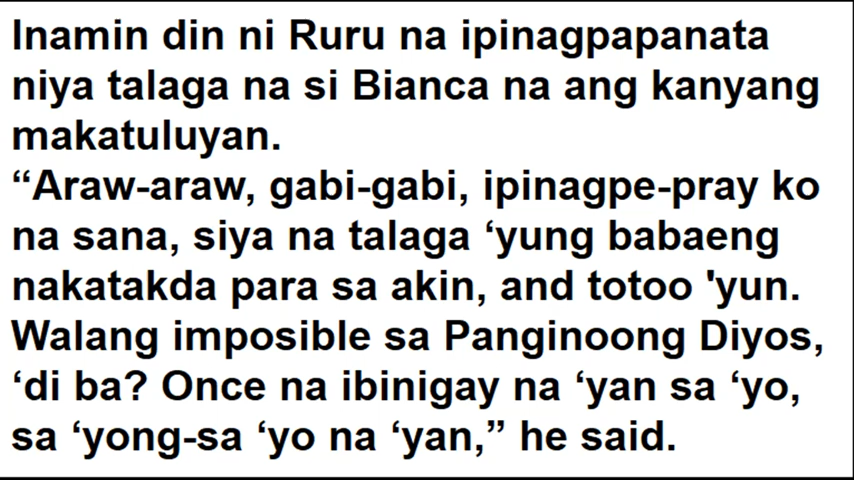 Inamin din ni Ruru na ipinagpapanata
niya talaga na si Bianca na ang kanyang
makatuluyan.
“Araw-araw, gabi-gabi, ipinagpe-pray ko
na sana, siya na talaga ‘yung babaeng
nakatakda para sa akin, and totoo 'yun.
Walang imposible sa Panginoong Diyos,
‘di ba? Once na ibinigay na ‘yan sa ‘yo,
sa ‘yong-sa ‘yo na ‘yan,” he said.